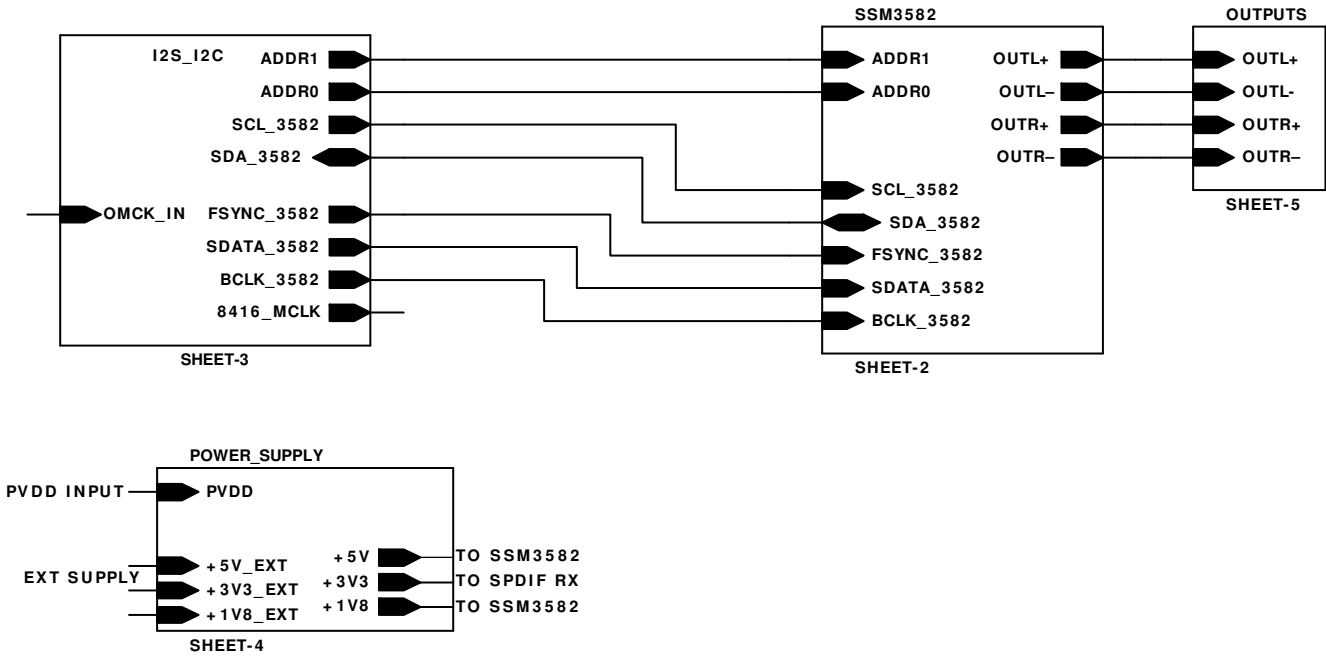 SSM3582
OUTPUTS
I2S_I2C
ADDR1
ADDR0
SCL_3582
SDA_3582
OMCK_IN
FSYNC_3582
SDATA_3582
BCLK_3582
8416_MCLK
SHEET-3
ADDR1
ADDR0
SCL_3582
SDA_3582
FSYNC_3582
SDATA_3582
BCLK_3582
OUTL+
OUTL–
OUTR+
OUTR–
SHEET-2
OUTL+
OUTL-
OUTR+
OUTR–
SHEET-5
POWER_SUPPLY
PVDD INPUT
PVDD
EXT SUPPLY
+5V_EXT
+3V3_EXT
+1V8_EXT
+5V
+3V3
+1V8
TO SSM3582
TO SPDIF RX
TO SSM3582
SHEET-4